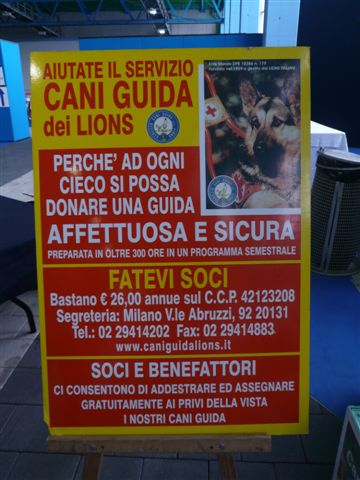 AIUTATE IL SERVIZIO
CANI GUIDA
dei LIONS
PERCHE' AD OGNI
CIECO SI POSSA
DONARE UNA GUIDA
AFFETTUOSA E SICURA
PREPARATA IN OLTRE 300 ORE IN UN PROGRAMMA SEMESTRALE
FATEVI SOCI
Bastano € 26,00 annue sul C.C.P. 42123208
Segreteria: Milano V.le Abruzzi, 92 20131
Tel.: 02 29414202 Fax: 02 29414883
www.caniguidalions.it
SOCI E BENEFATTORI
CI CONSENTONO DI ADDESTRARE ED ASSEGNARE
GRATUITAMENTE AI PRIVI DELLA VISTA
I NOSTRI CANI GUIDA